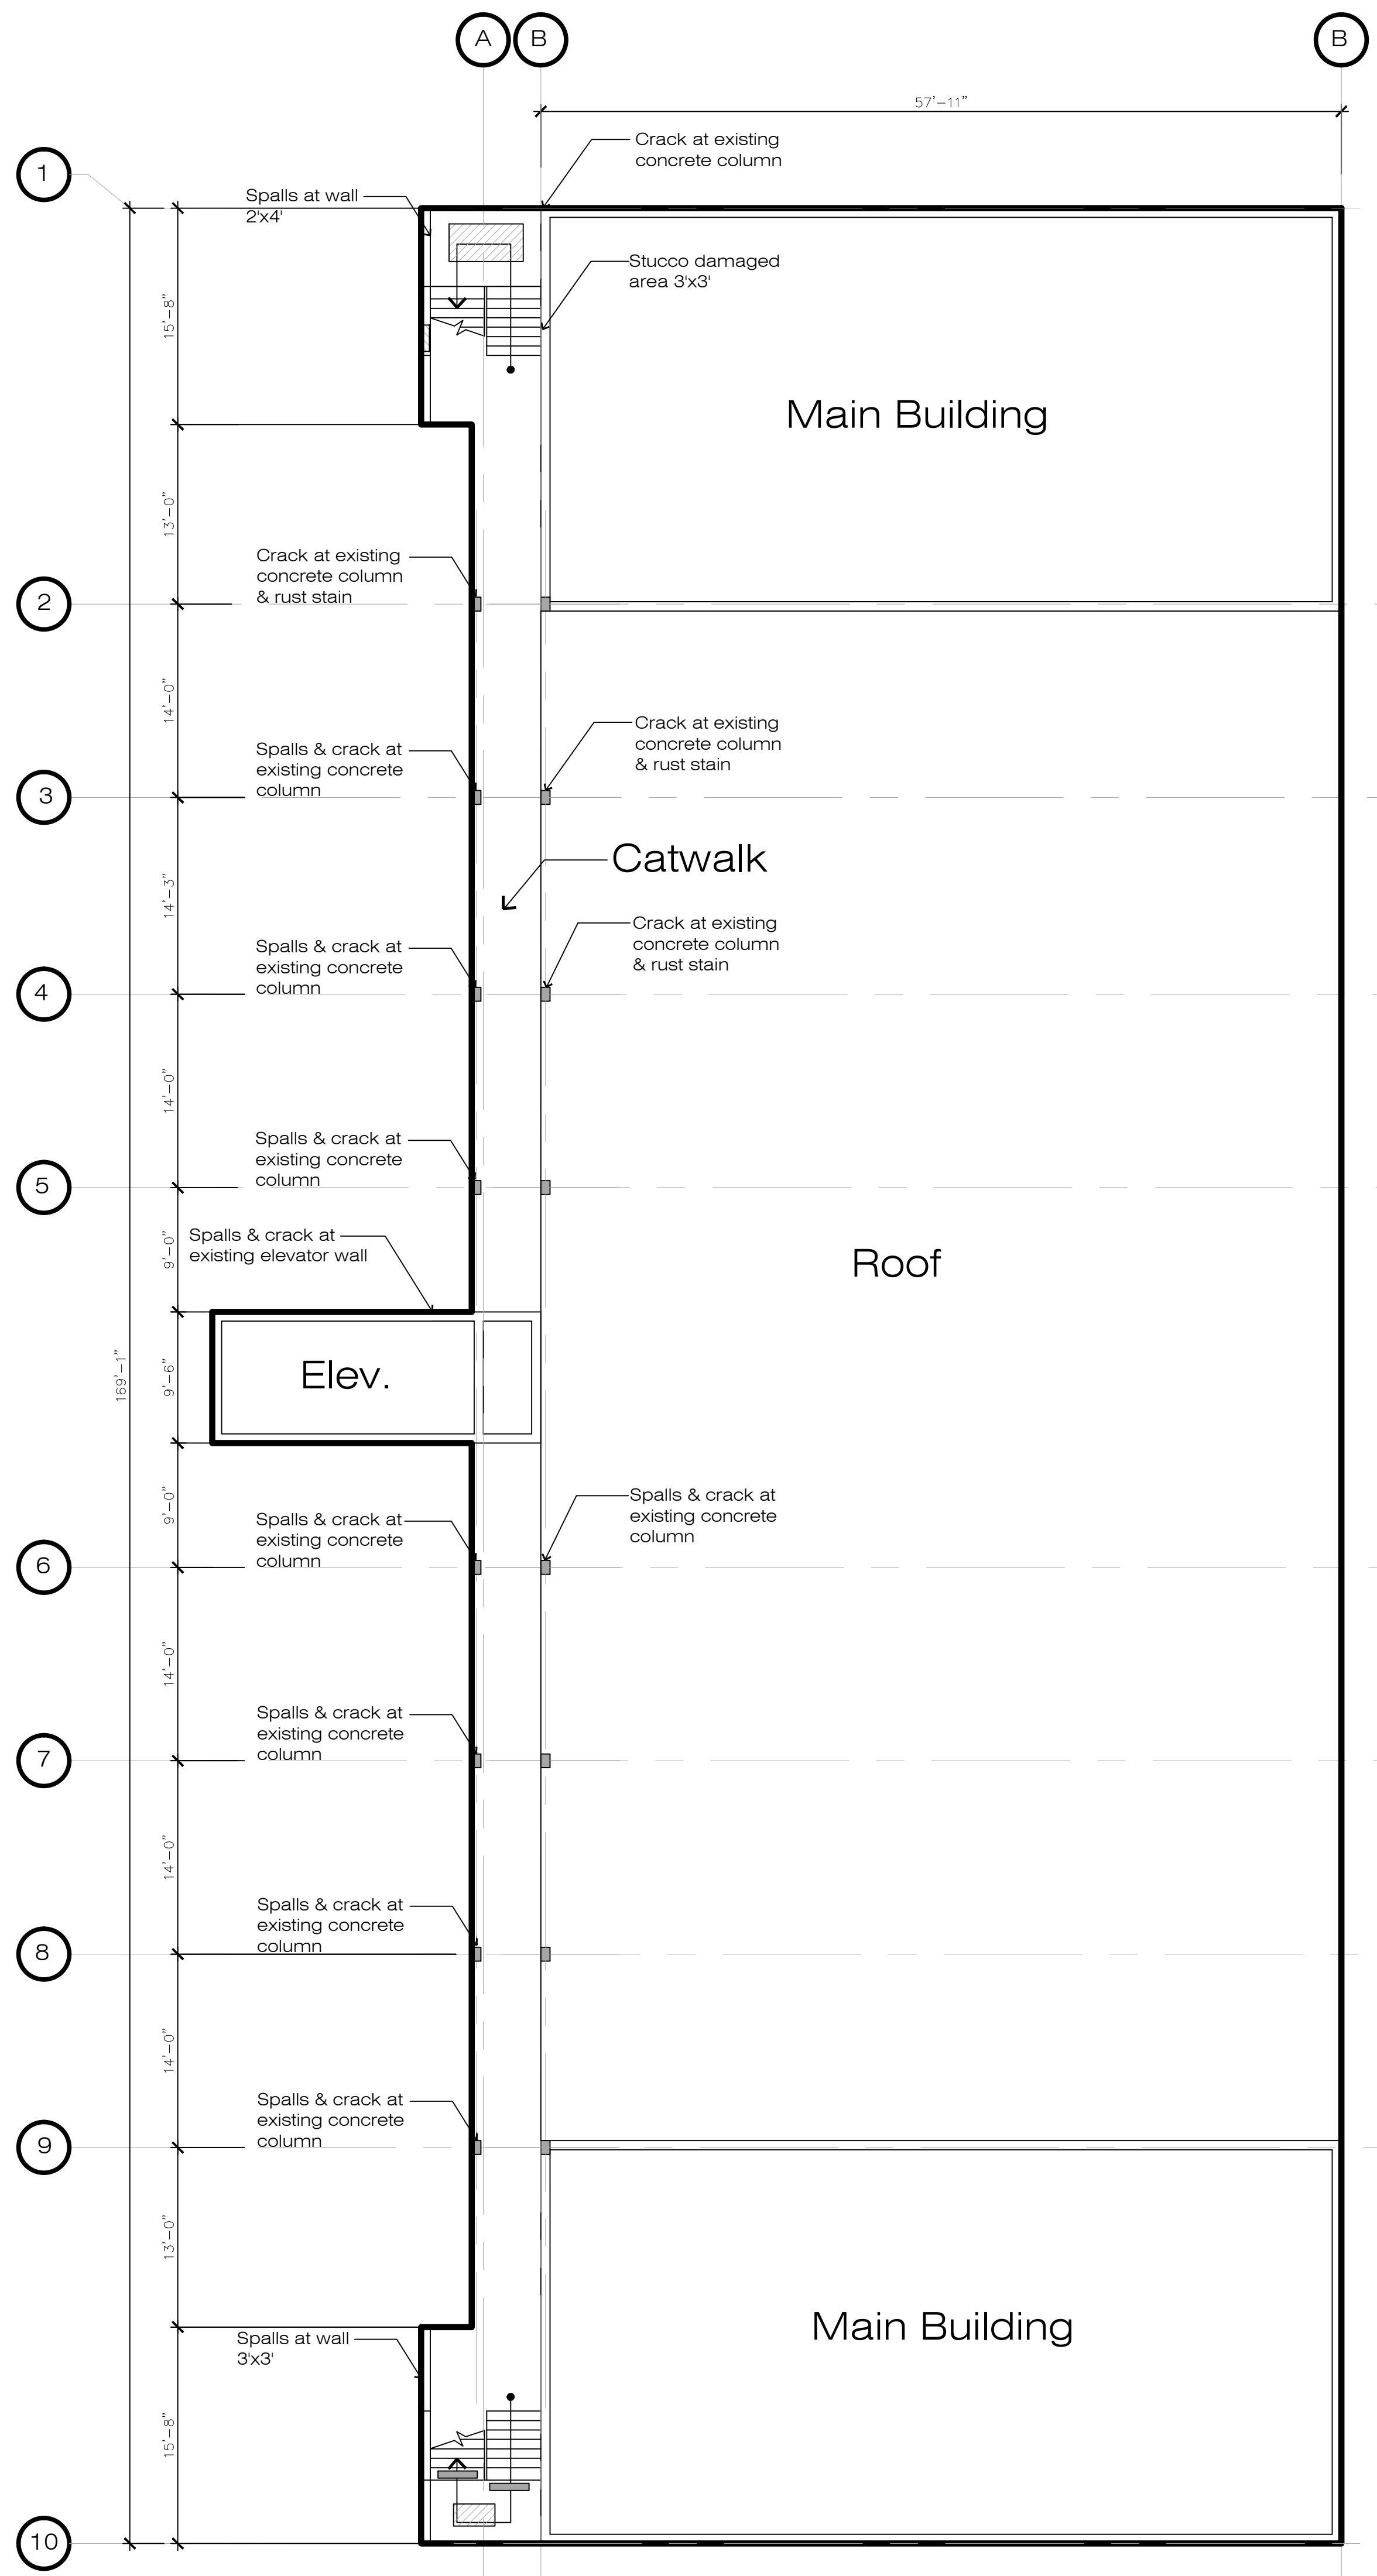 A B B
57'-11"
1
Crack at existing
concrete column
Spalls at wall
2'x4'
Stucco damaged
area 3'x3'
15'-8"
Main Building
13'-0"
Crack at existing
concrete column
& rust stain
2
14'-0"
Crack at existing
concrete column
& rust stain
Spalls & crack at
existing concrete
column
3
Catwalk
14'-3"
Crack at existing
concrete column
& rust stain
Spalls & crack at
existing concrete
column
4
14'-0"
Spalls & crack at
existing concrete
column
5
9'-0"
Spalls & crack at
existing elevator wall
Roof
169'-1"
9'-6"
Elev.
9'-0"
Spalls & crack at
existing concrete
column
Spalls & crack at
existing concrete
column
6
14'-0"
Spalls & crack at
existing concrete
column
7
14'-0"
Spalls & crack at
existing concrete
column
8
14'-0"
Spalls & crack at
existing concrete
column
9
13'-0"
Main Building
Spalls at wall
3'x3'
15'-8"
10